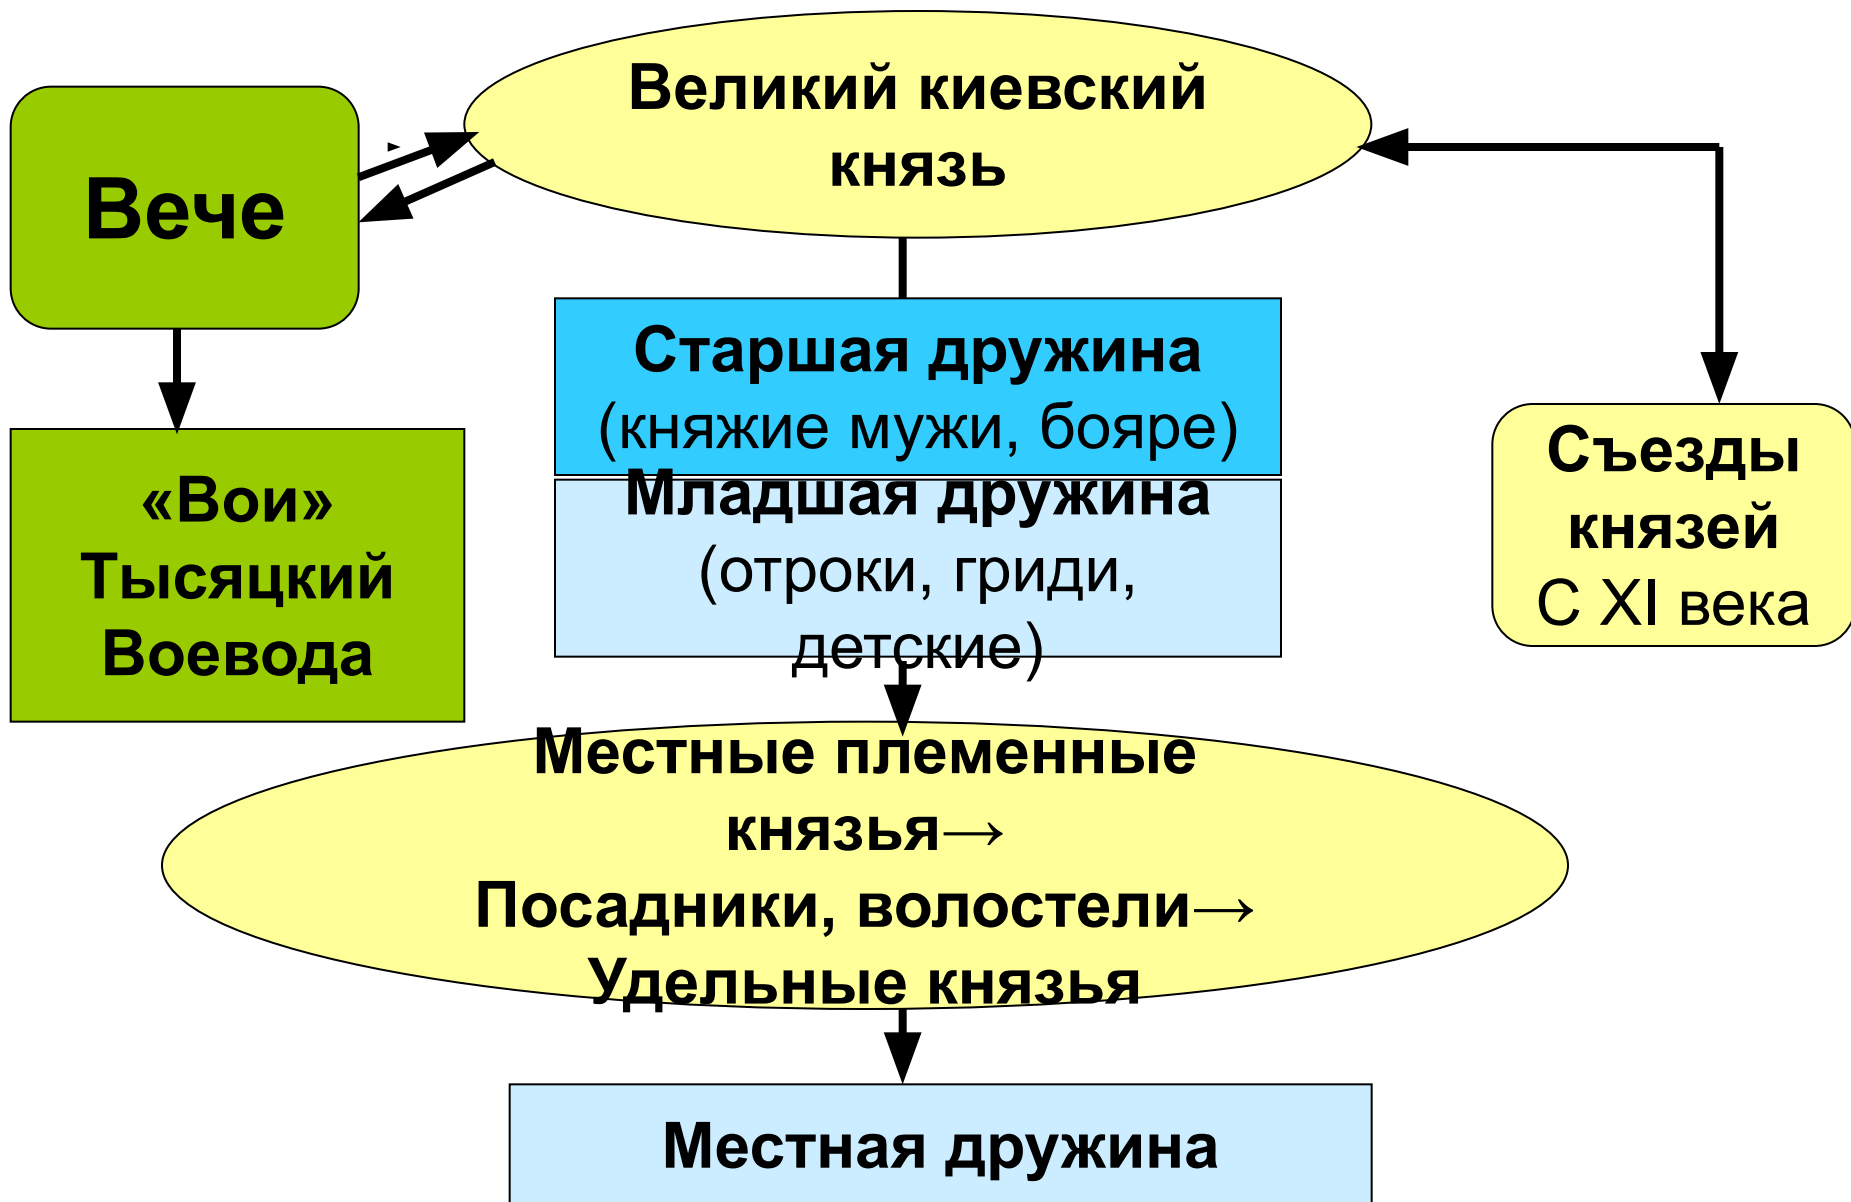 Великий киевский
князь
Вече
Старшая дружина
(княжие мужи, бояре)
Младшая дружина
(отроки, гриди,
детские)
«Вои»
Тысяцкий
Воевода
Съезды
князей
С XI века
Местные племенные
князья→
Посадники, волостели→
Удельные князья
Местная дружина